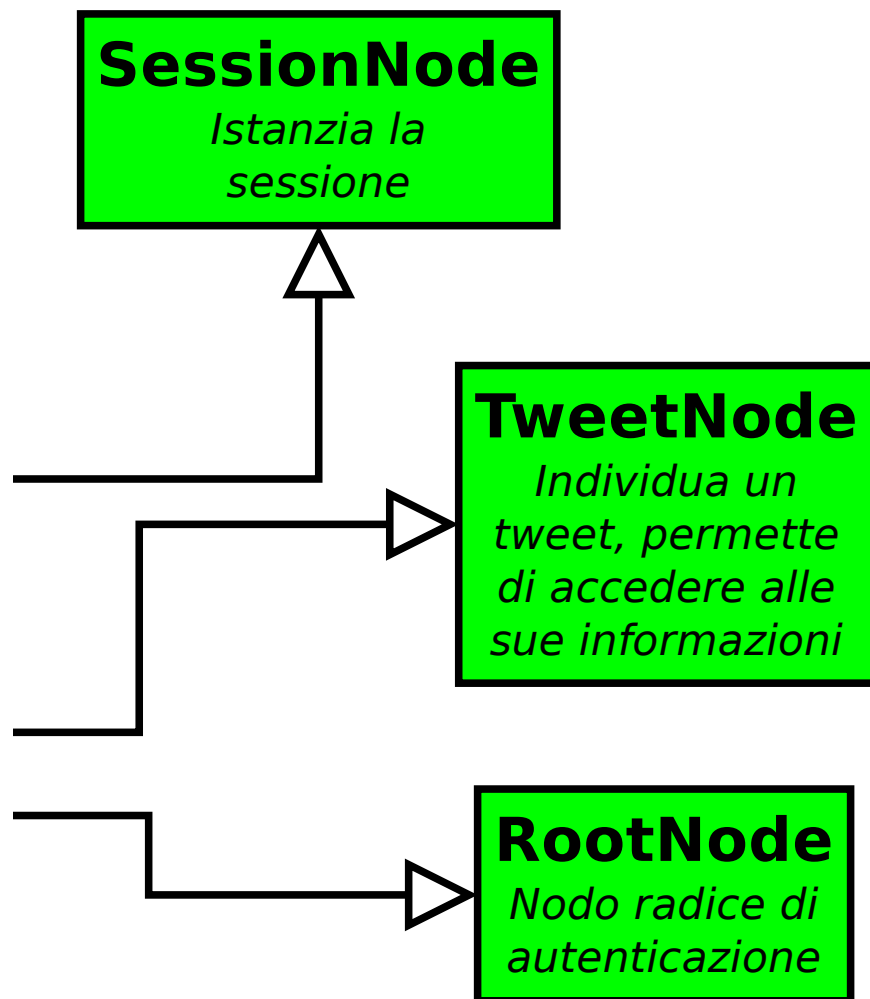 SessionNode
Istanzia la
sessione
TweetNode
Individua un
tweet, permette
di accedere alle
sue informazioni
RootNode
Nodo radice di
autenticazione